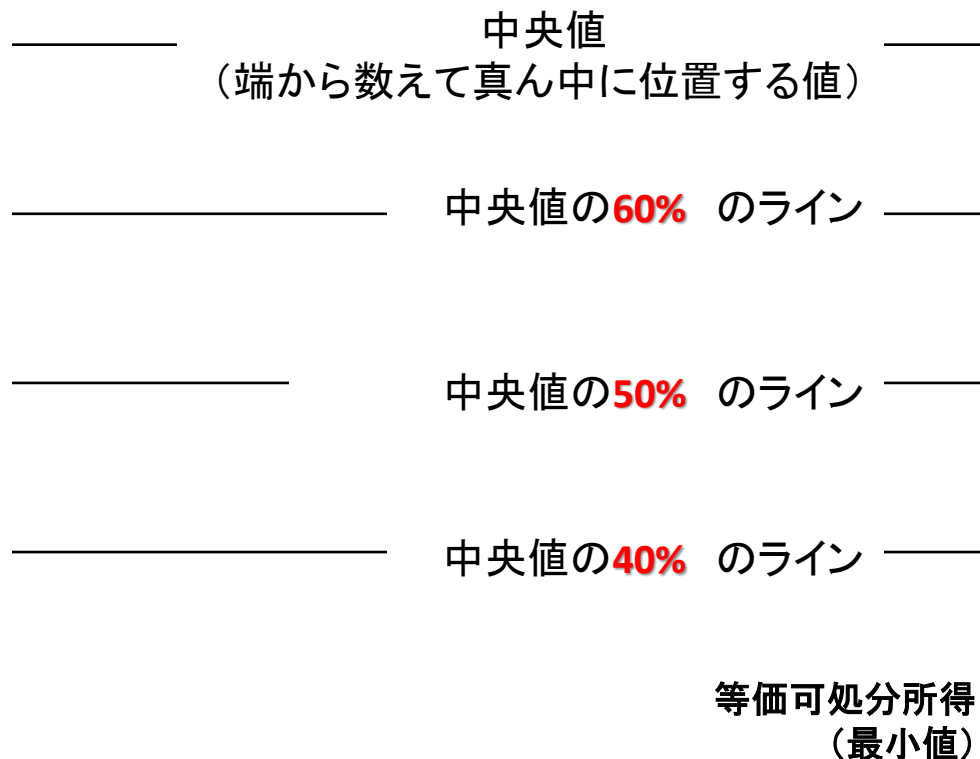 中央値
（端から数えて真ん中に位置する値）
中央値の60%　のライン
中央値の50%　のライン
中央値の40%　のライン
等価可処分所得
（最小値）